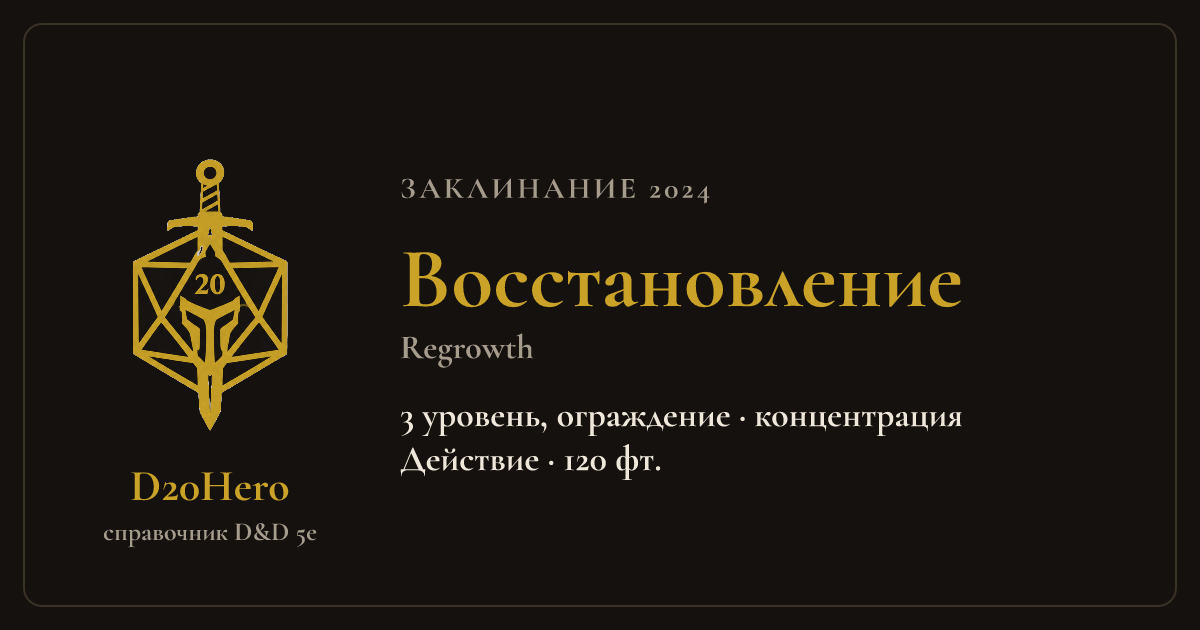 20
D20Hero
справочник D&D 5e
ЗАКЛИНАНИЕ 2024
Восстановление
Regrowth
3 уровень, ограждение · концентрация
Действие · 120 фт.